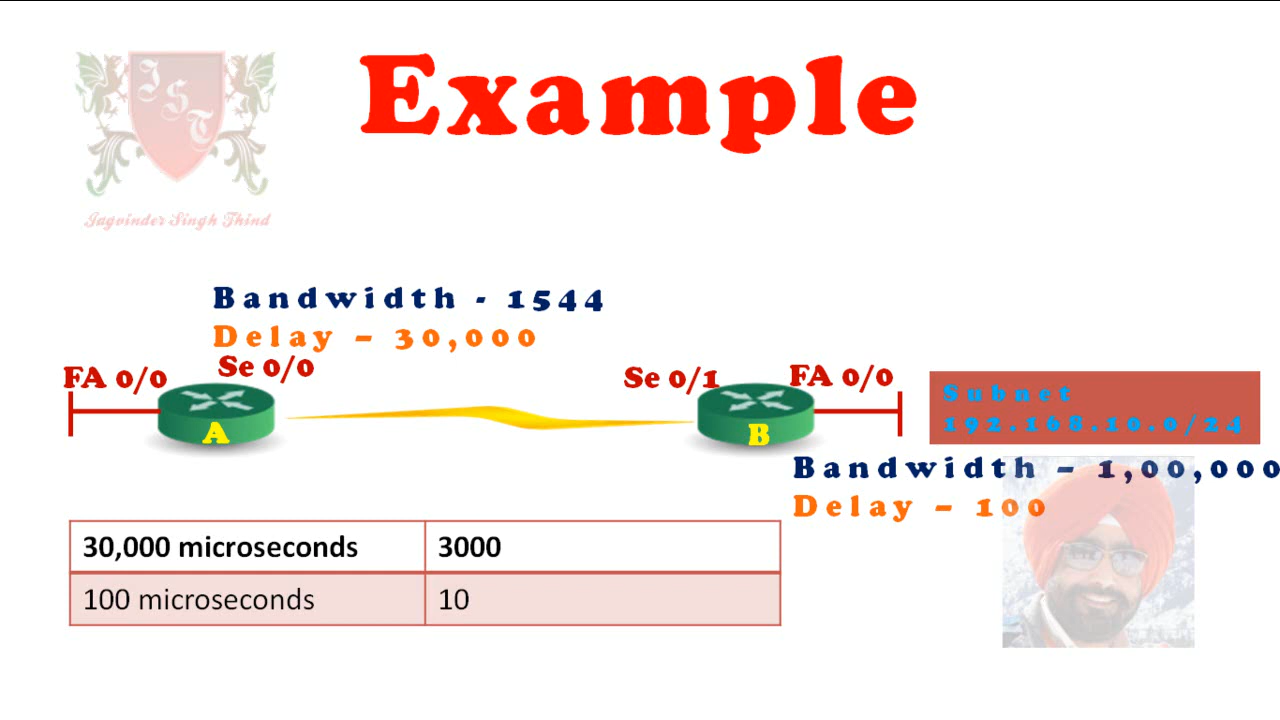 IST
Jagvinder Singh Thind
Example
Bandwidth - 1544
Delay – 30,000
FA 0/0
Se 0/0
Se 0/1
FA 0/0
A
B
Subnet
192.168.10.0/24
Bandwidth – 1,00,000
Delay – 100
30,000 microseconds 3000
100 microseconds 10